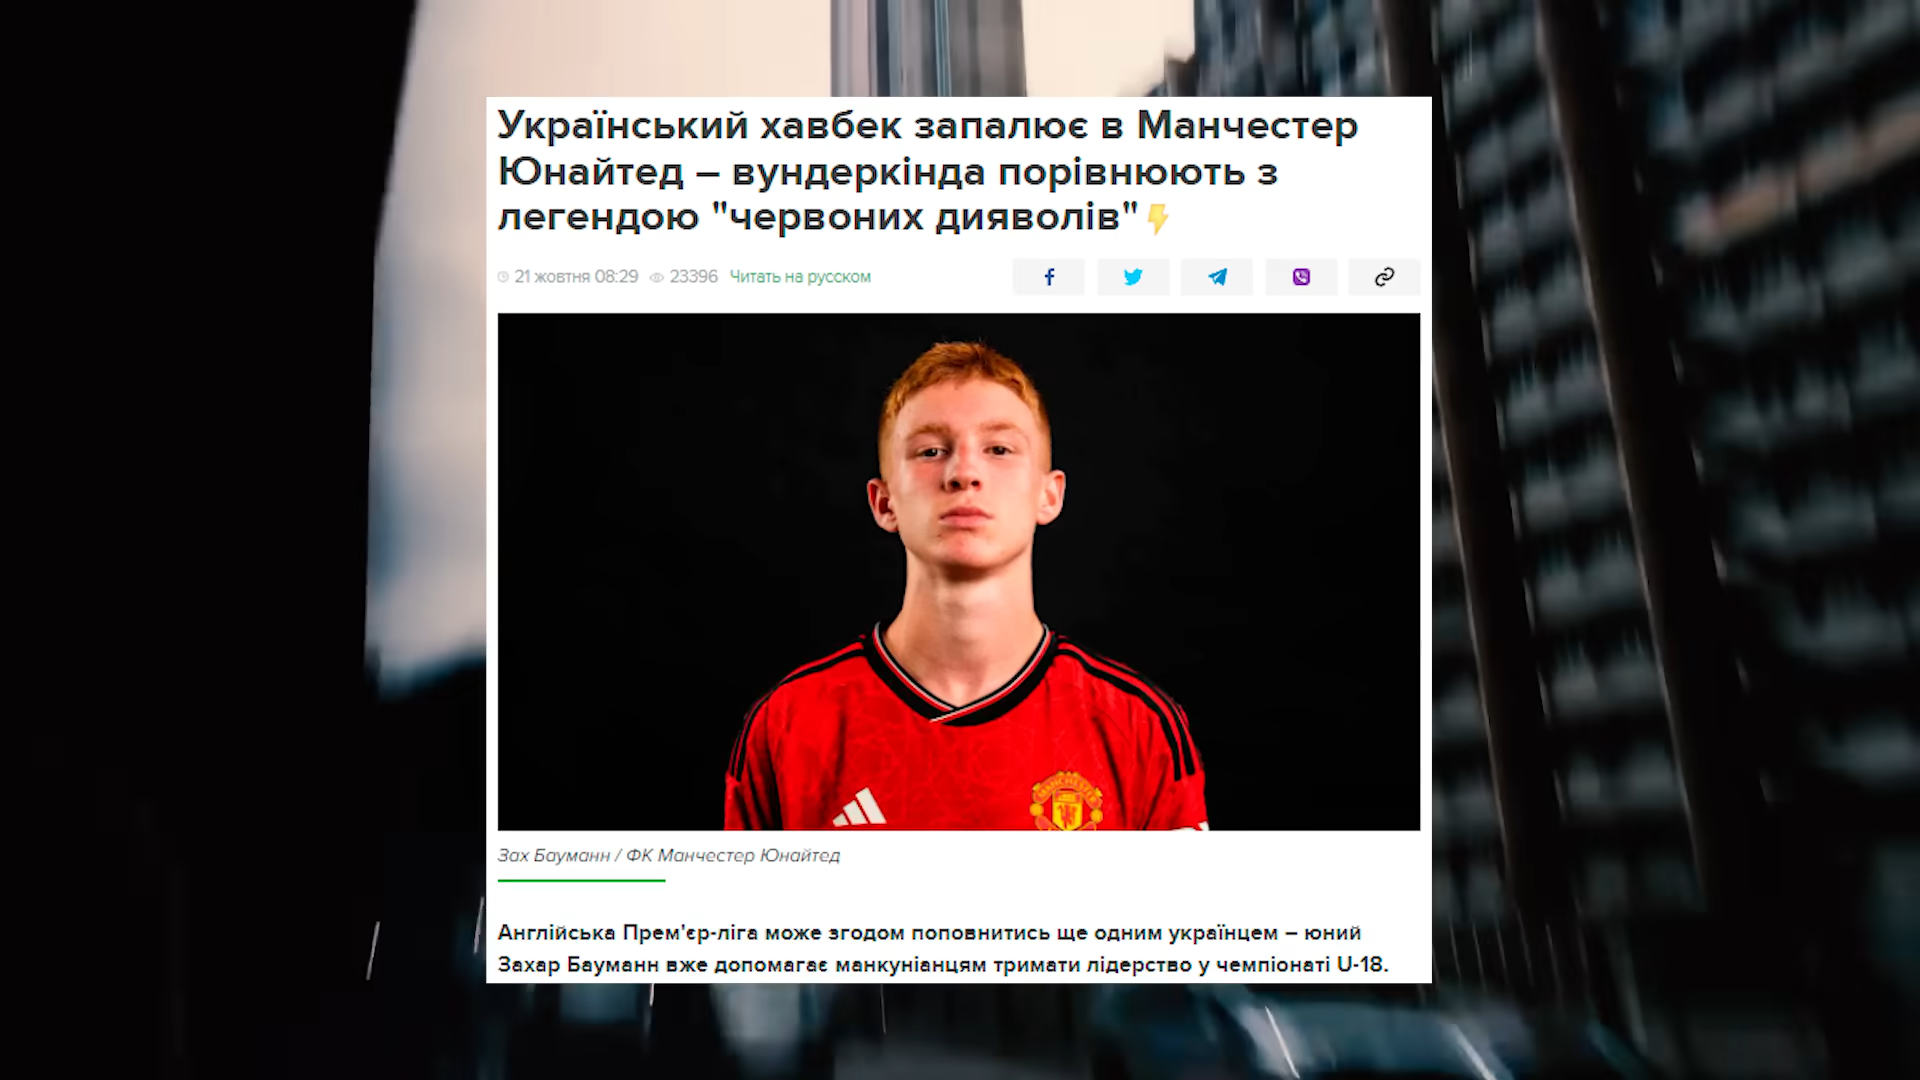 Український хавбек запалює в Манчестер
Юнайтед – вундеркінда порівнюють з
легендою "червоних дияволів"⚡
21 жовтня 08:29 23396 Читать на русском
MANCHESTER
Зах Бауманн / ФК Манчестер Юнайтед
Англійська Прем'єр-ліга може згодом поповнитись ще одним українцем – юний
Захар Бауманн вже допомагає манкуніанцям тримати лідерство у чемпіонаті U-18.